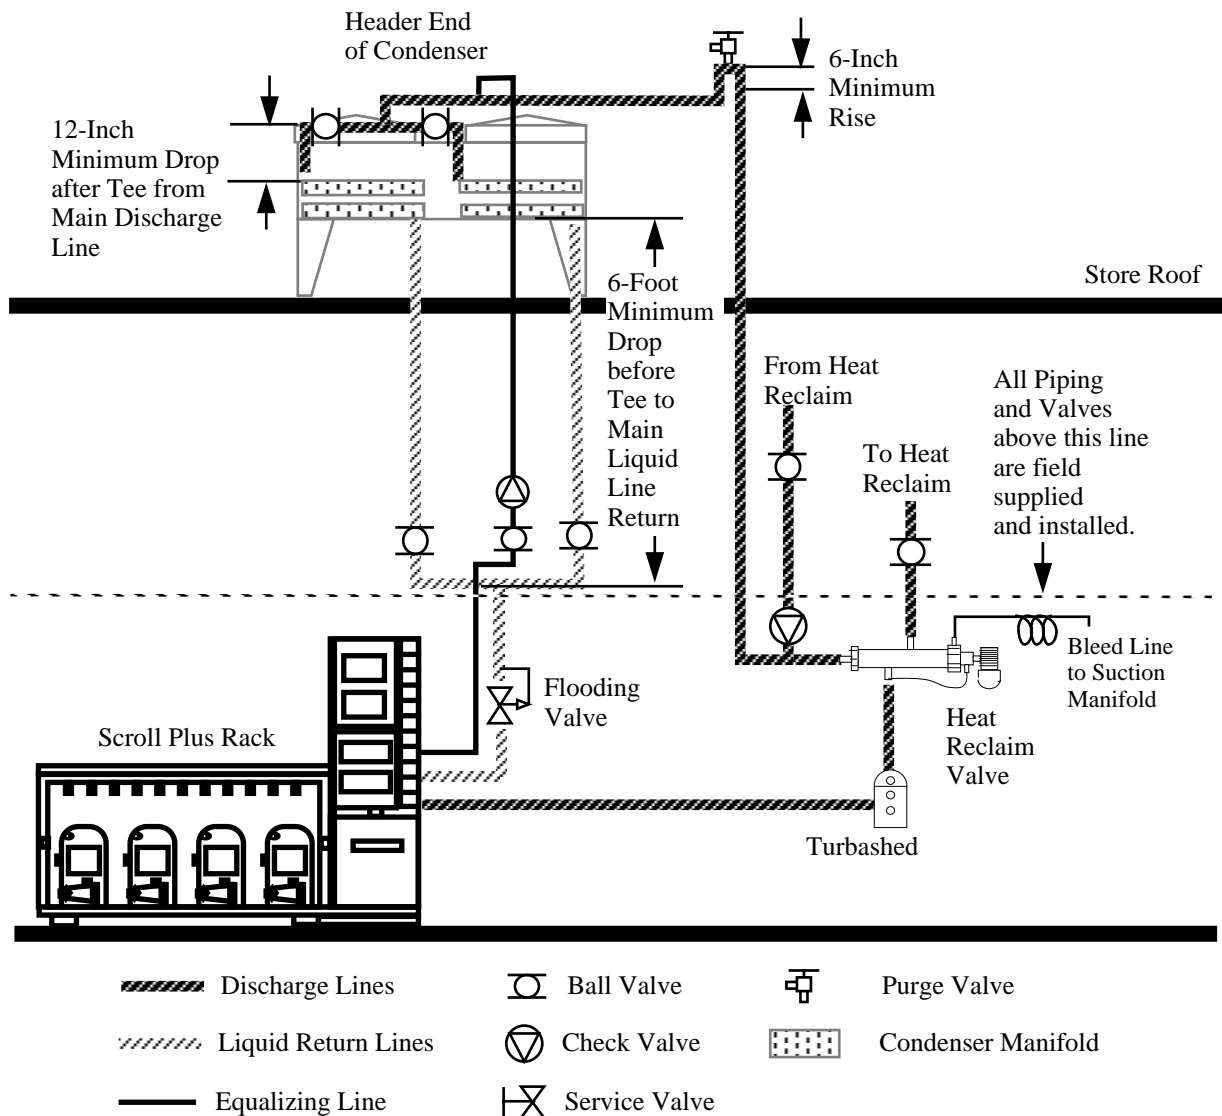 Header End
of Condenser
6-Inch
Minimum
Rise
12-Inch
Minimum Drop
after Tee from
Main Discharge
Line
Store Roof
6-Foot
Minimum
Drop
before
Tee to
Main
Liquid
Line
Return
From Heat
Reclaim
To Heat
Reclaim
All Piping
and Valves
above this line
are field
supplied
and installed.
Bleed Line
to Suction
Manifold
Flooding
Valve
Heat
Reclaim
Valve
Scroll Plus Rack
Turbashed
Discharge Lines
Ball Valve
Purge Valve
Liquid Return Lines
Check Valve
Condenser Manifold
Equalizing Line
Service Valve